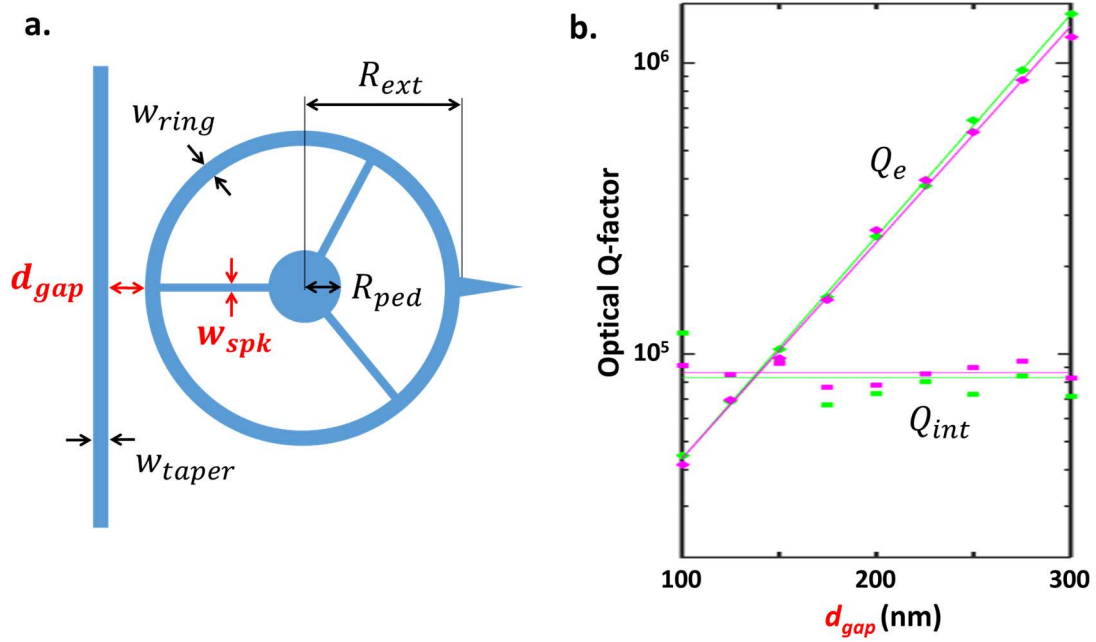 a.
R_ext
w_ring
d_gap
R_ped
w_spk
w_taper
b.
Optical Q-factor
10^6
10^5
Q_e
Q_int
100
200
300
d_gap (nm)